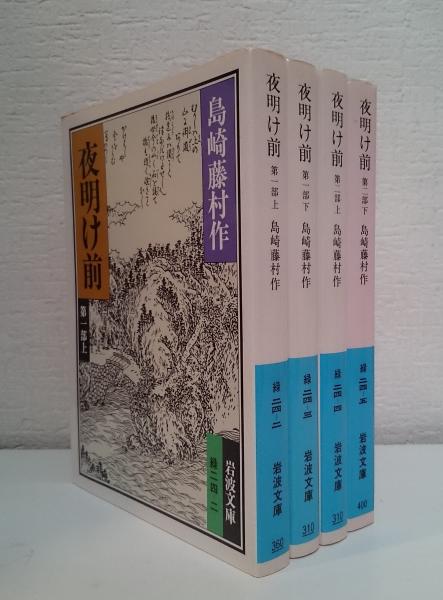 島崎藤村作
夜明け前
第一部上
岩波文庫
緑二四-二
夜明け前 第一部上 島崎藤村作
緑二四-二
岩波文庫
360
夜明け前 第一部下 島崎藤村作
緑二四-三
岩波文庫
310
夜明け前 第二部上 島崎藤村作
緑二四-四
岩波文庫
310
夜明け前 第二部下 島崎藤村作
緑二四-五
岩波文庫
400